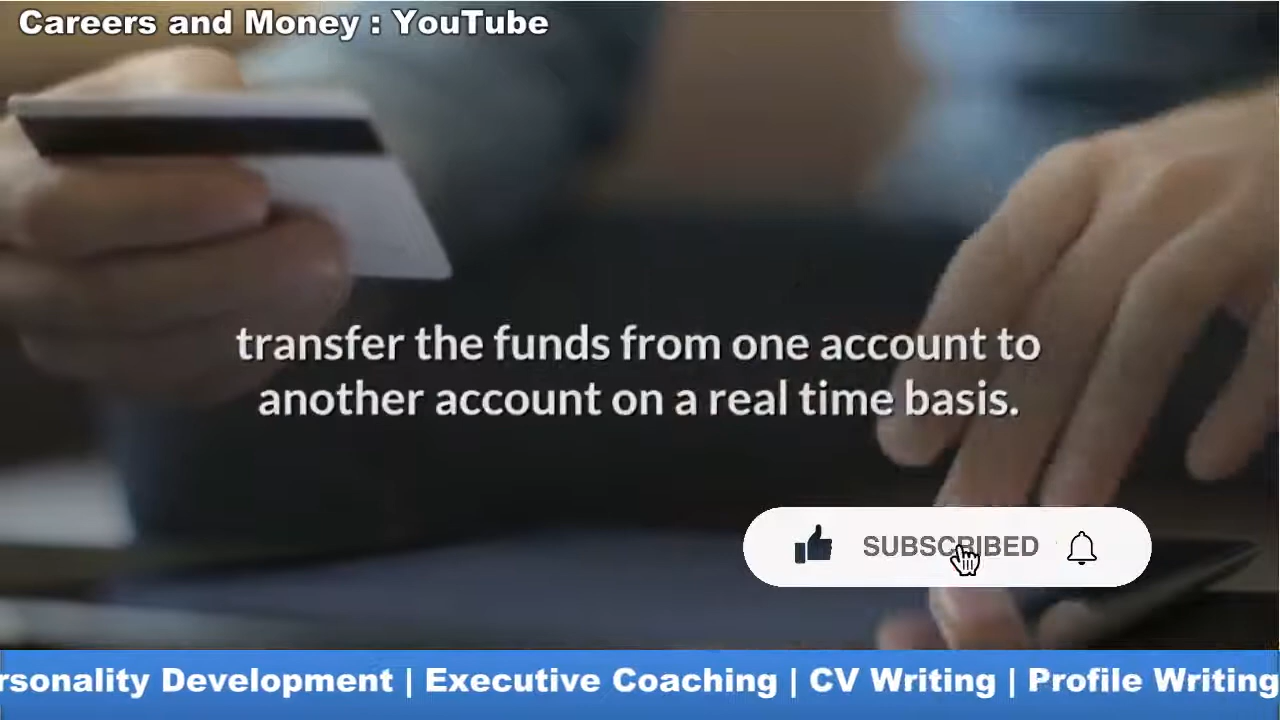 Careers and Money : YouTube
transfer the funds from one account to
another account on a real time basis.
SUBSCRIBED
rsonality Development | Executive Coaching | CV Writing | Profile Writing